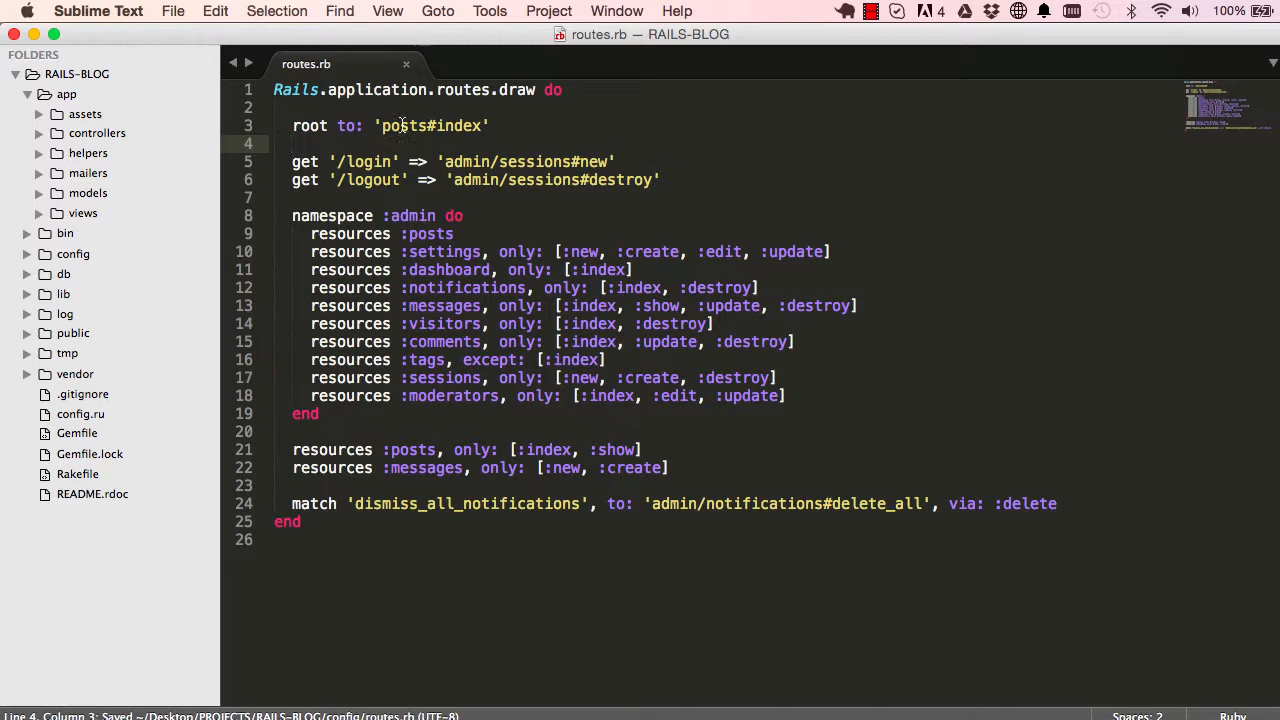 Sublime Text File Edit Selection Find View Goto Tools Project Window Help 4 100%
routes.rb — RAILS-BLOG
FOLDERS
RAILS-BLOG
app
assets
controllers
helpers
mailers
models
views
bin
config
db
lib
log
public
tmp
vendor
.gitignore
config.ru
Gemfile
Gemfile.lock
Rakefile
README.rdoc
routes.rb ×
1 Rails.application.routes.draw do
2
3 root to: 'posts#index'
4
5 get '/login' => 'admin/sessions#new'
6 get '/logout' => 'admin/sessions#destroy'
7
8 namespace :admin do
9 resources :posts
10 resources :settings, only: [:new, :create, :edit, :update]
11 resources :dashboard, only: [:index]
12 resources :notifications, only: [:index, :destroy]
13 resources :messages, only: [:index, :show, :update, :destroy]
14 resources :visitors, only: [:index, :destroy]
15 resources :comments, only: [:index, :update, :destroy]
16 resources :tags, except: [:index]
17 resources :sessions, only: [:new, :create, :destroy]
18 resources :moderators, only: [:index, :edit, :update]
19 end
20
21 resources :posts, only: [:index, :show]
22 resources :messages, only: [:new, :create]
23
24 match 'dismiss_all_notifications', to: 'admin/notifications#delete_all', via: :delete
25 end
26
Line 4, Column 3; Saved ~/Desktop/PROJECTS/RAILS-BLOG/config/routes.rb (UTF-8) Spaces: 2 Ruby